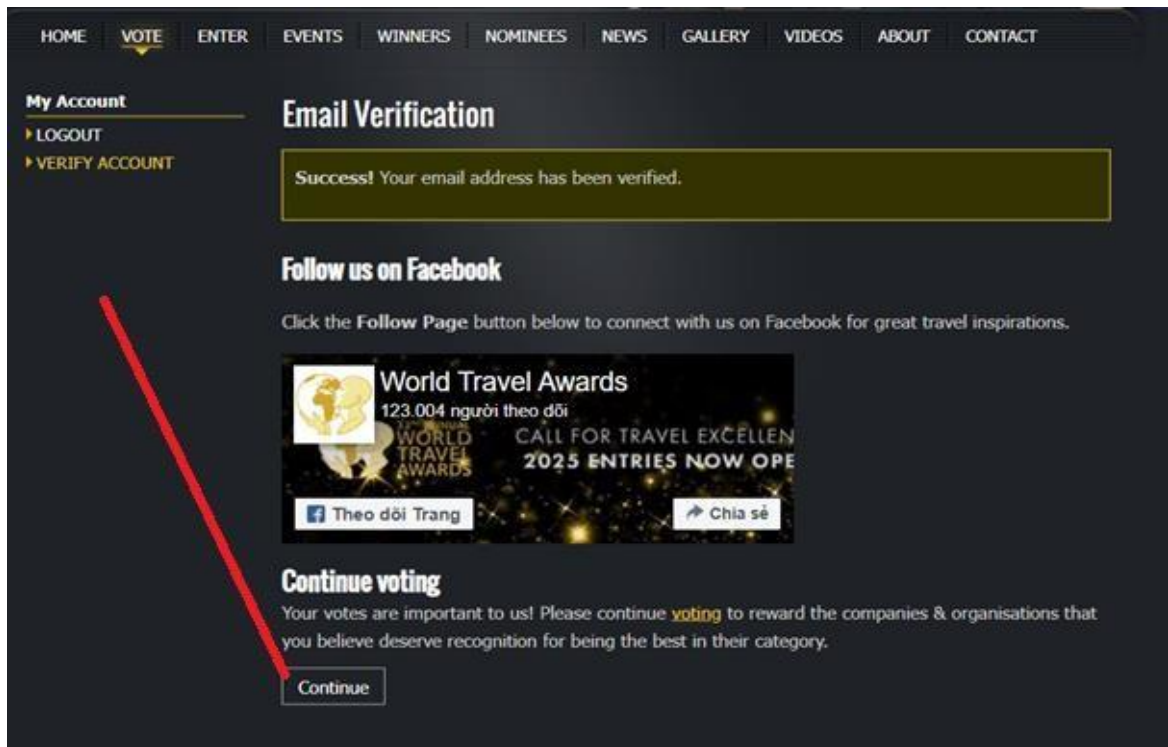 HOME VOTE ENTER EVENTS WINNERS NOMINEES NEWS GALLERY VIDEOS ABOUT CONTACT
My Account
LOGOUT
VERIFY ACCOUNT
Email Verification
Success! Your email address has been verified.
Follow us on Facebook
Click the Follow Page button below to connect with us on Facebook for great travel inspirations.
World Travel Awards
123.004 người theo dõi
WORLD
TRAVEL
AWARDS
CALL FOR TRAVEL EXCELLEN
2025 ENTRIES NOW OPE
Theo dõi Trang
Chia sẻ
Continue voting
Your votes are important to us! Please continue voting to reward the companies & organisations that
you believe deserve recognition for being the best in their category.
Continue